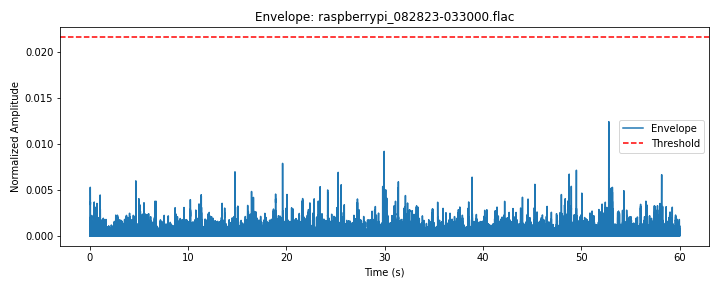 Envelope: raspberrypi_082823-033000.flac
Normalized Amplitude
0.020
0.015
0.010
0.005
0.000
Envelope
Threshold
0
10
20
30
40
50
60
Time (s)